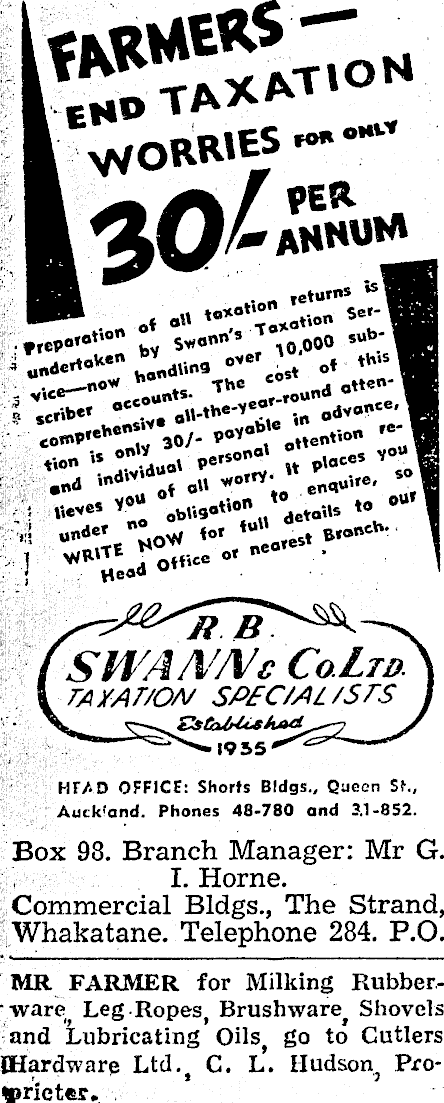 FARMERS —
END TAXATION
WORRIES FOR ONLY
30/- PER
ANNUM
Preparation of all taxation returns is
undertaken by Swann's Taxation Ser-
vice—now handling over 10,000 sub-
scriber accounts. The cost of this
comprehensive all-the-year-round atten-
tion is only 30/- payable in advance,
and individual personal attention re-
lieves you of all worry. It places you
under no obligation to enquire, so
WRITE NOW for full details to our
Head Office or nearest Branch.
R. B.
SWANN & Co. LTD.
TAXATION SPECIALISTS
Established
1935
HEAD OFFICE: Shorts Bldgs., Queen St.,
Auckland. Phones 48-780 and 31-852.
Box 98. Branch Manager: Mr G.
I. Horne.
Commercial Bldgs., The Strand,
Whakatane. Telephone 284. P.O.
MR FARMER for Milking Rubber-
ware, Leg Ropes, Brushware, Shovels
and Lubricating Oils, go to Cutlers
Hardware Ltd., C. L. Hudson, Pro-
prieter.